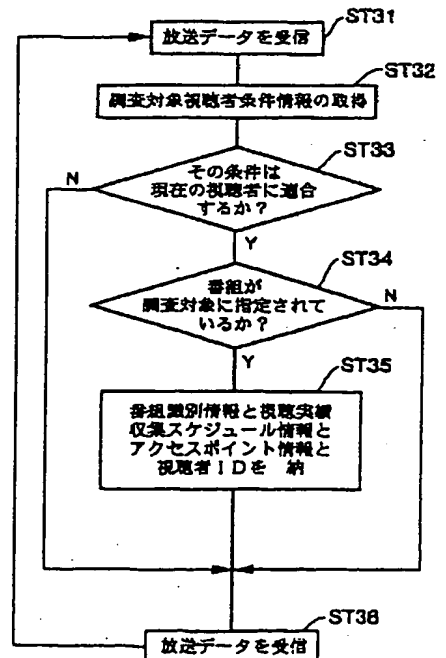 ST31
放送データを受信
ST32
調査対象視聴者条件情報の取得
ST33
その条件は
現在の視聴者に適合
するか？
N
Y
ST34
番組が
調査対象に指定されて
いるか？
N
Y
ST35
番組識別情報と視聴実績
収集スケジュール情報と
アクセスポイント情報と
視聴者IDを 納
ST36
放送データを受信